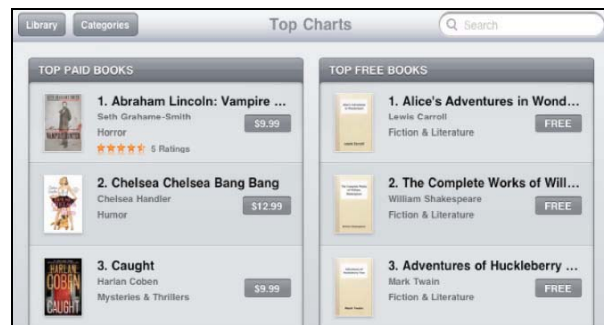 Library
Categories
Top Charts
Search
TOP PAID BOOKS
1. Abraham Lincoln: Vampire ...
Seth Grahame-Smith
Horror
$9.99
5 Ratings
2. Chelsea Chelsea Bang Bang
Chelsea Handler
Humor
$12.99
HARLAN
COBEN
CAUGHT
3. Caught
Harlan Coben
Mysteries & Thrillers
$9.99
TOP FREE BOOKS
1. Alice's Adventures in Wond...
Lewis Carroll
Fiction & Literature
FREE
2. The Complete Works of Will...
William Shakespeare
Fiction & Literature
FREE
3. Adventures of Huckleberry ...
Mark Twain
Fiction & Literature
FREE